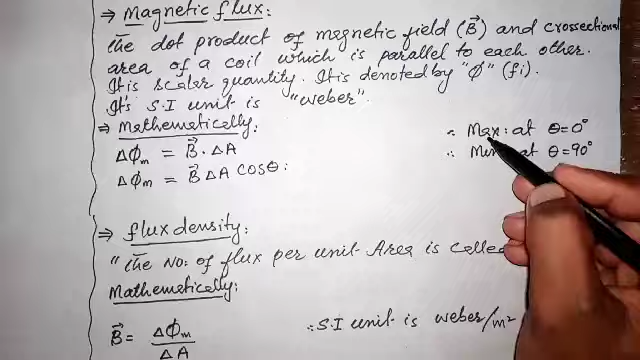 ⇒ Magnetic flux:
The dot product of megnetic field (B⃗) and crossectional
area of a coil which is parallel to each other.
It is scaler quantity. It is denoted by "Φ" (fi).
It's S.I unit is "weber".
⇒ Mathematically:
∴ Max: at θ=0°
ΔΦm = B⃗ . ΔA
∴ Min: at θ=90°
ΔΦm = B⃗ ΔA COSθ:
⇒ flux density:
"The No: of flux per unit Area is called
Mathematically:
B⃗ = ΔΦm / ΔA
∴ S.I unit is weber/m²